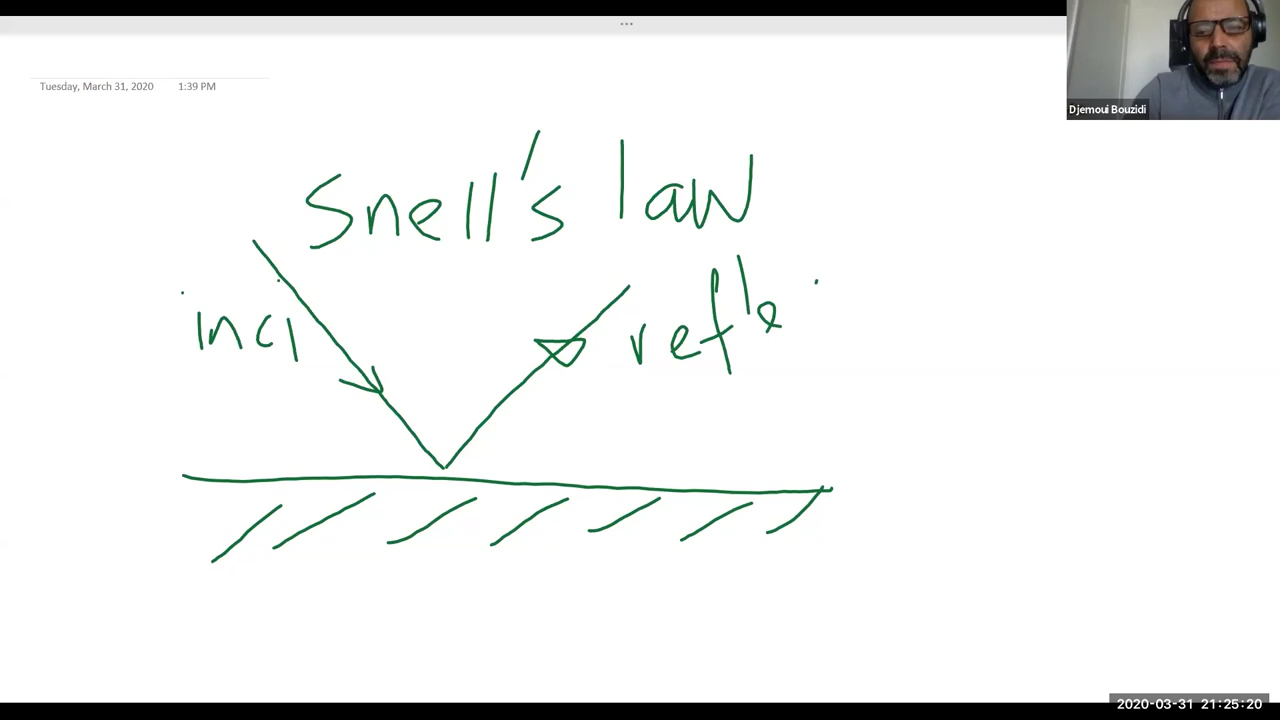 Tuesday, March 31, 2020 1:39 PM
Djemoui Bouzidi
Snell's law
inci
refle
2020-03-31 21:25:20